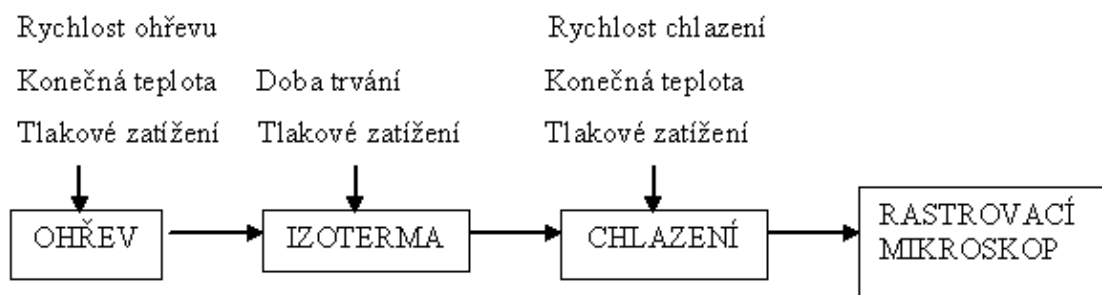 Rychlost ohřevu
Konečná teplota
Tlakové zatížení
Doba trvání
Tlakové zatížení
Rychlost chlazení
Konečná teplota
Tlakové zatížení
OHŘEV
IZOTERMA
CHLAZENÍ
RASTROVACÍ
MIKROSKOP